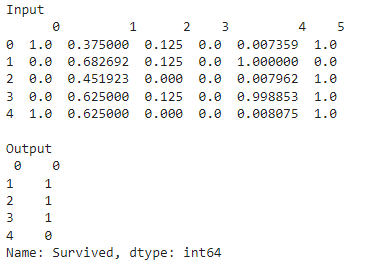 Input
0 1 2 3 4 5
0 1.0 0.375000 0.125 0.0 0.007359 1.0
1 0.0 0.682692 0.125 0.0 1.000000 0.0
2 0.0 0.451923 0.000 0.0 0.007962 1.0
3 0.0 0.625000 0.125 0.0 0.998853 1.0
4 1.0 0.625000 0.000 0.0 0.008075 1.0
Output
0 0
1 1
2 1
3 1
4 0
Name: Survived, dtype: int64